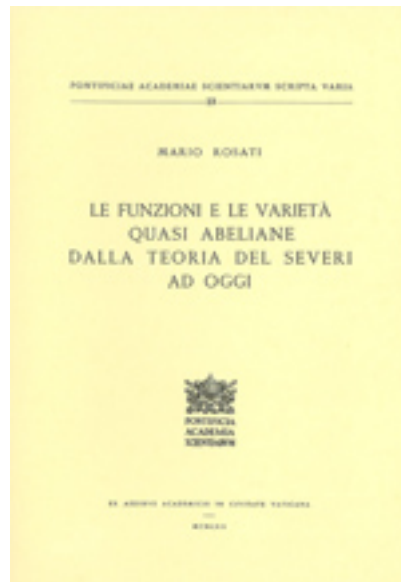 PONTIFICIAE ACADEMIAE SCIENTIARVM SCRIPTA VARIA
MARIO ROSATI
LE FUNZIONI E LE VARIETÀ
QUASI ABELIANE
DALLA TEORIA DEL SEVERI
AD OGGI
PONTIFICIA
ACADEMIA
SCIENTIARVM
EX AEDIBVS ACADEMICIS IN CIVITATE VATICANA